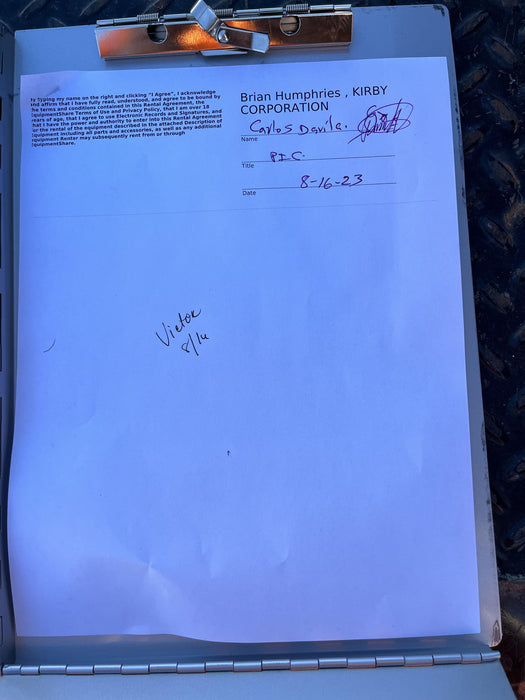 By typing my name on the right and clicking "I Agree", I acknowledge
and affirm that I have fully read, understood, and agree to be bound by
the terms and conditions contained in this Rental Agreement, the
EquipmentShare Terms of Use and Privacy Policy, that I am over 18
years of age, that I agree to use Electronic Records and Signatures, and
that I have the power and authority to enter into this Rental Agreement
for the rental of the equipment described in the attached Description of
Equipment including all parts and accessories, as well as any additional
Equipment Renter may subsequently rent from or through
EquipmentShare.
Brian Humphries , KIRBY
CORPORATION
Carlos Davila.
Name
P.I.C.
Title
8-16-23
Date
Victor
8/14